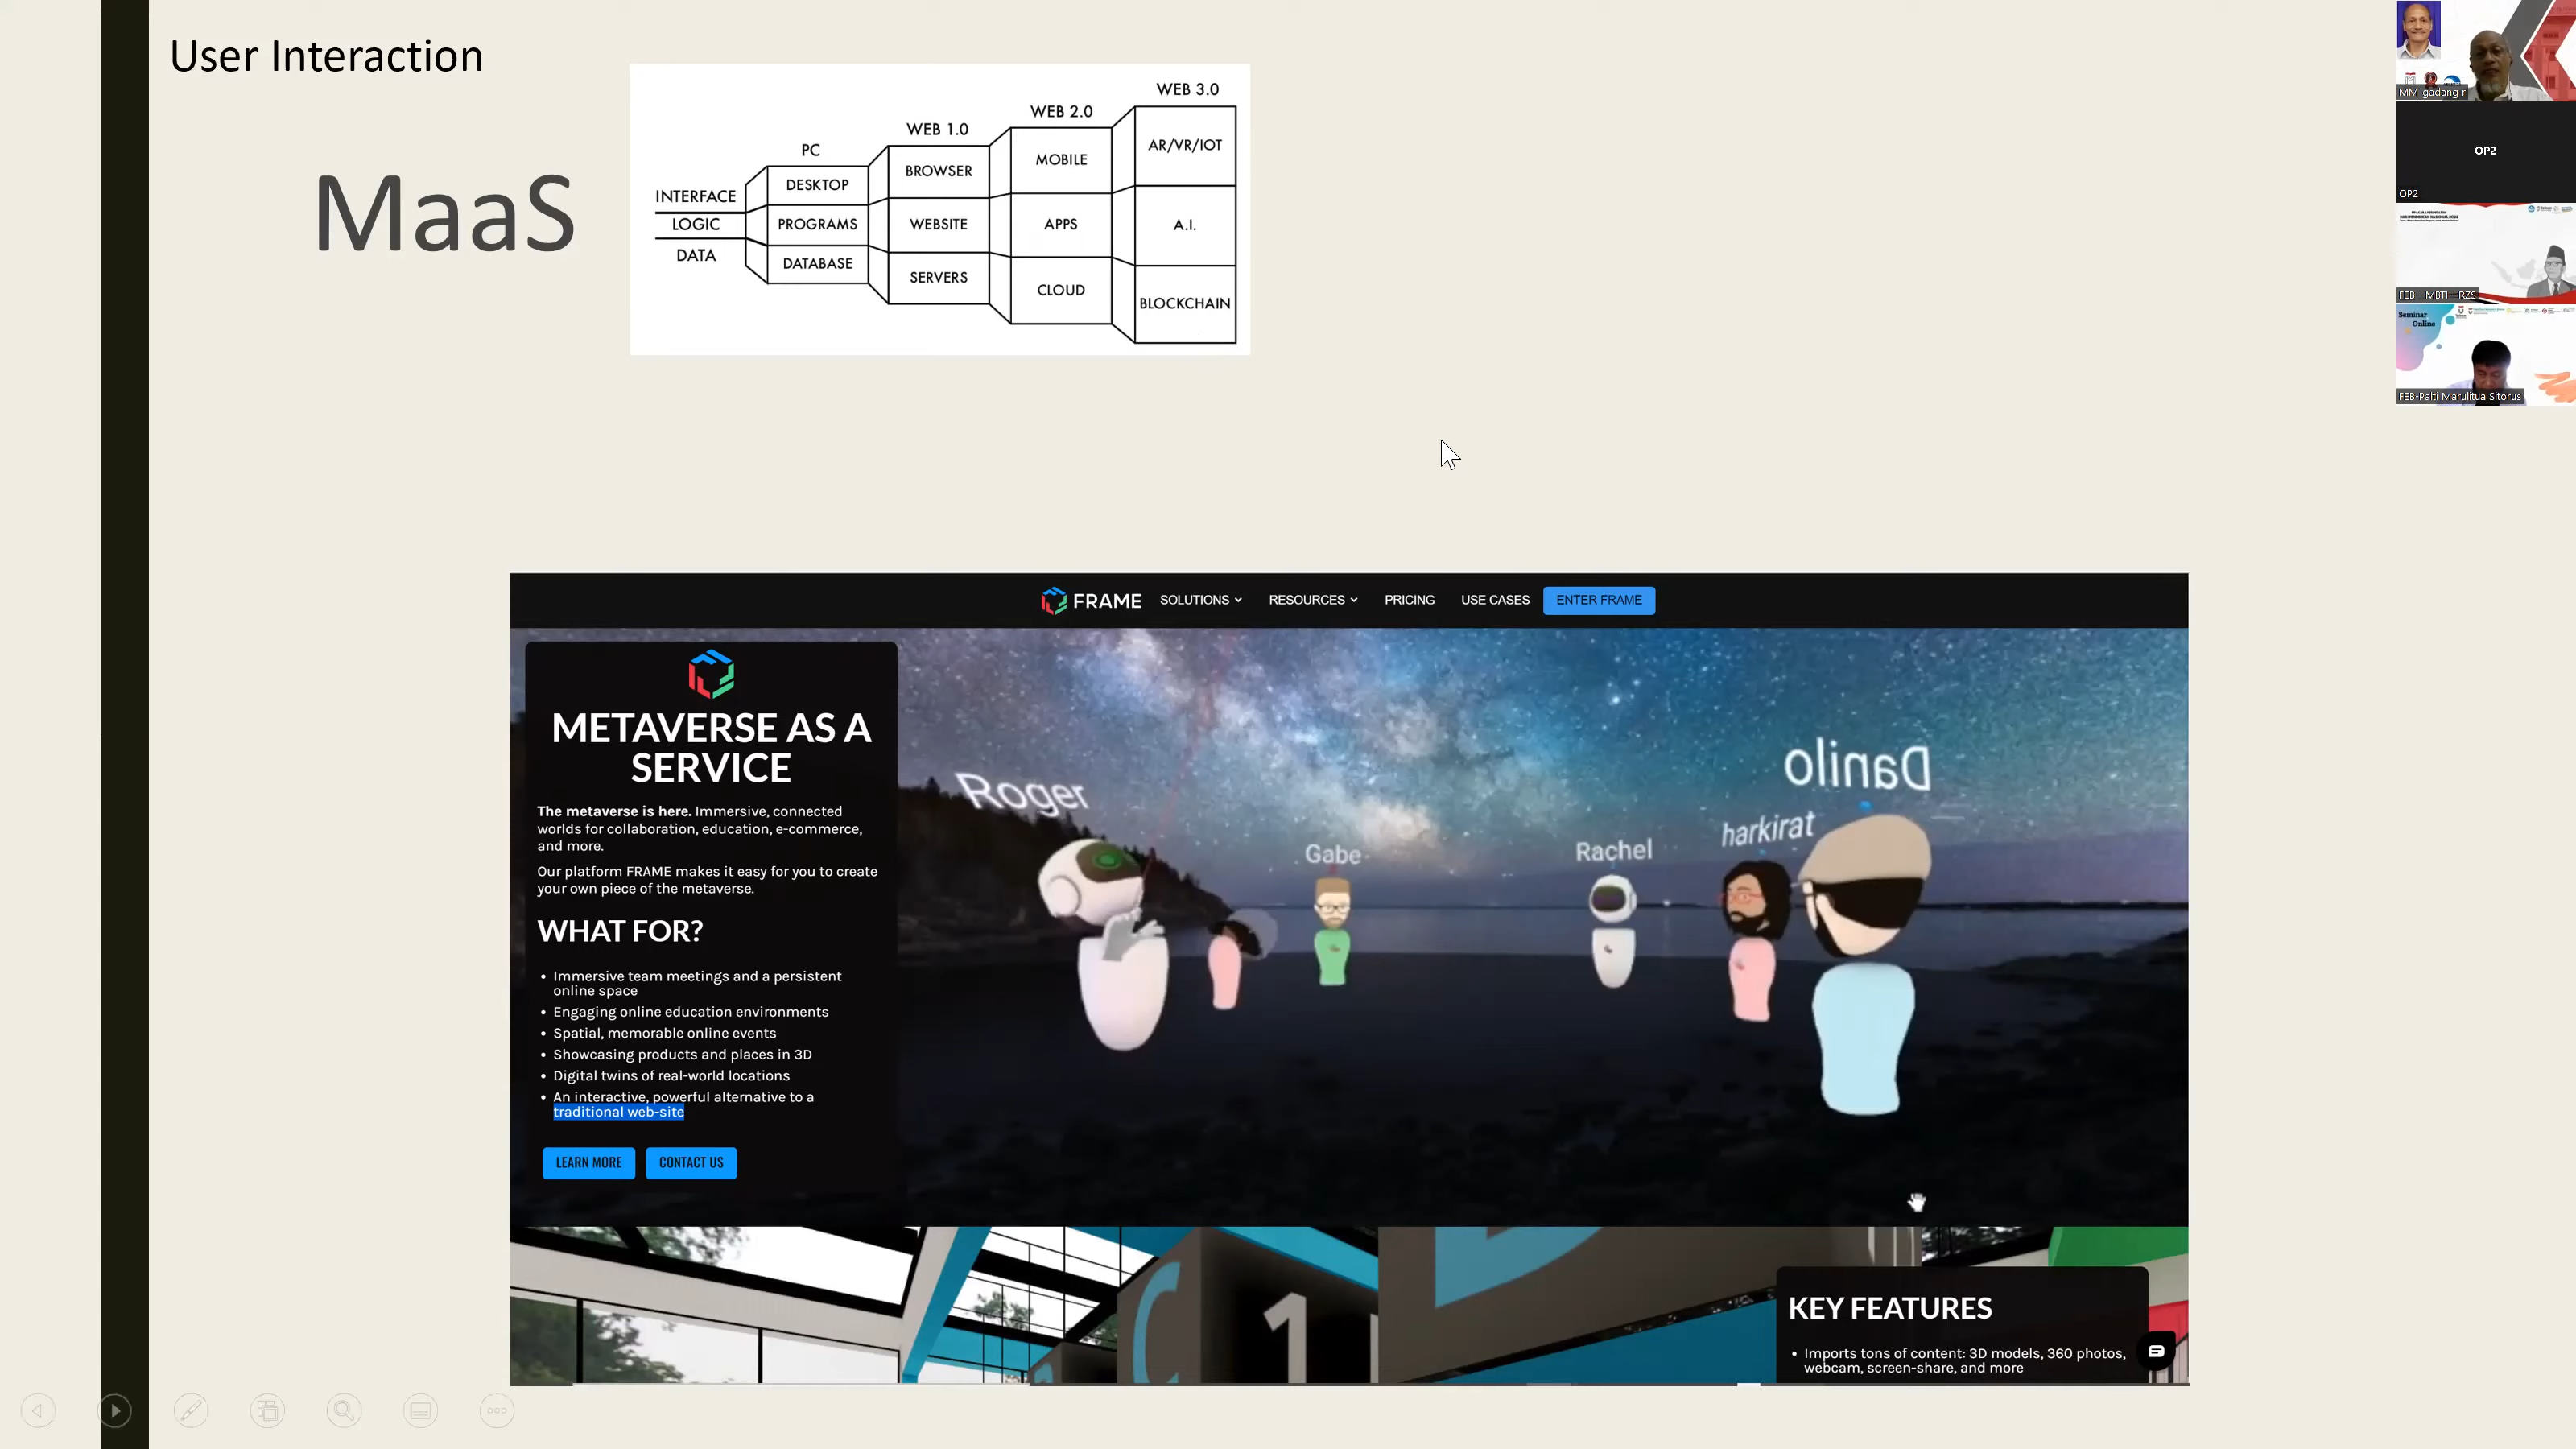 User Interaction
MaaS
PC
WEB 1.0
WEB 2.0
WEB 3.0
INTERFACE
DESKTOP
BROWSER
MOBILE
AR/VR/IOT
LOGIC
PROGRAMS
WEBSITE
APPS
A.I.
DATA
DATABASE
SERVERS
CLOUD
BLOCKCHAIN
MM_gadang r
OP2
OP2
FEB - MBTI - RZS
Seminar
Online
FEB-Palti Marulitua Sitorus
FRAME SOLUTIONS RESOURCES PRICING USE CASES ENTER FRAME
METAVERSE AS A
SERVICE
The metaverse is here. Immersive, connected
worlds for collaboration, education, e-commerce,
and more.
Our platform FRAME makes it easy for you to create
your own piece of the metaverse.
WHAT FOR?
• Immersive team meetings and a persistent
online space
• Engaging online education environments
• Spatial, memorable online events
• Showcasing products and places in 3D
• Digital twins of real-world locations
• An interactive, powerful alternative to a
traditional web-site
LEARN MORE CONTACT US
Roger
Gabe
Rachel
harkirat
Danilo
C 1
KEY FEATURES
• Imports tons of content: 3D models, 360 photos,
webcam, screen-share, and more